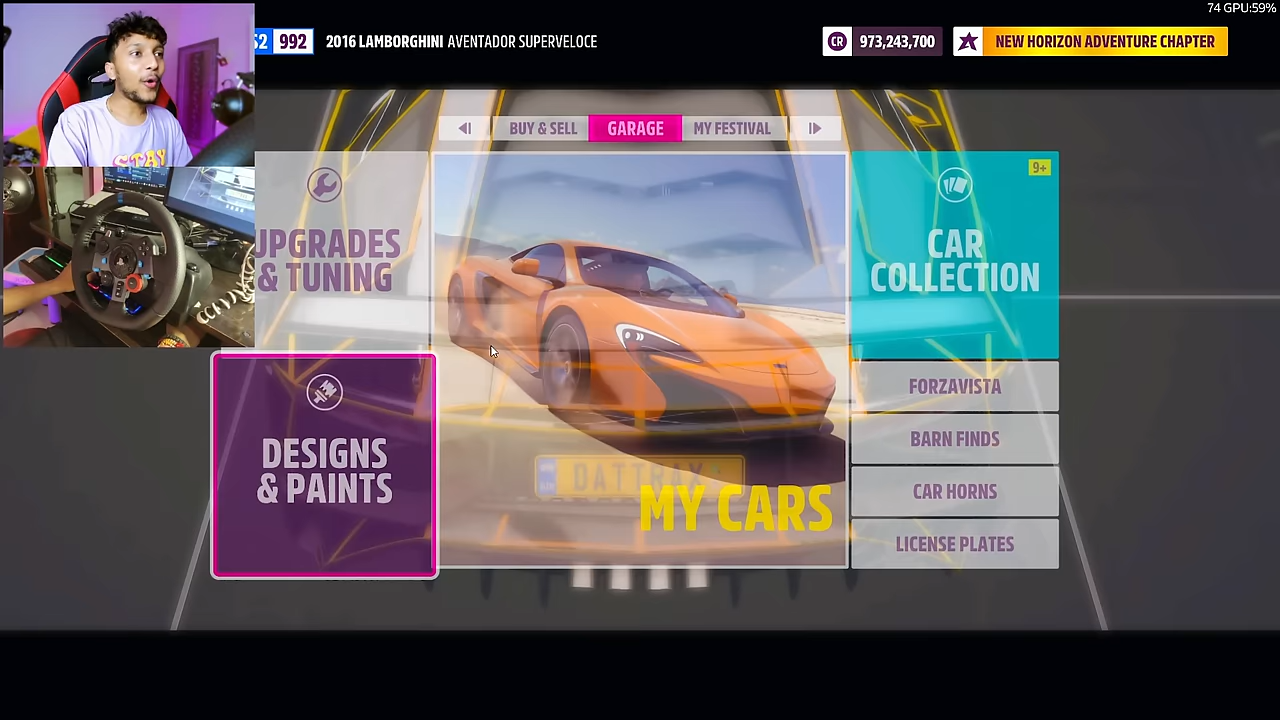 74 GPU:59%
992
2016 LAMBORGHINI AVENTADOR SUPERVELOCE
CR 973,243,700
NEW HORIZON ADVENTURE CHAPTER
BUY & SELL
GARAGE
MY FESTIVAL
STAY
UPGRADES
& TUNING
9+
CAR
COLLECTION
DESIGNS
& PAINTS
DATTRAX
MY CARS
FORZAVISTA
BARN FINDS
CAR HORNS
LICENSE PLATES